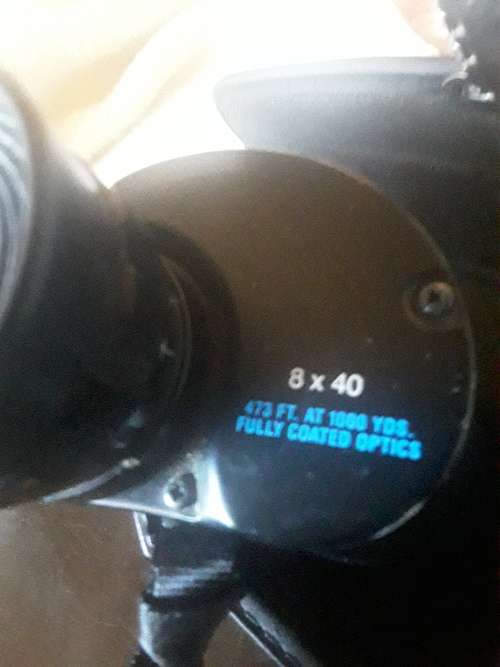 8 x 40
473 FT. AT 1000 YDS.
FULLY COATED OPTICS